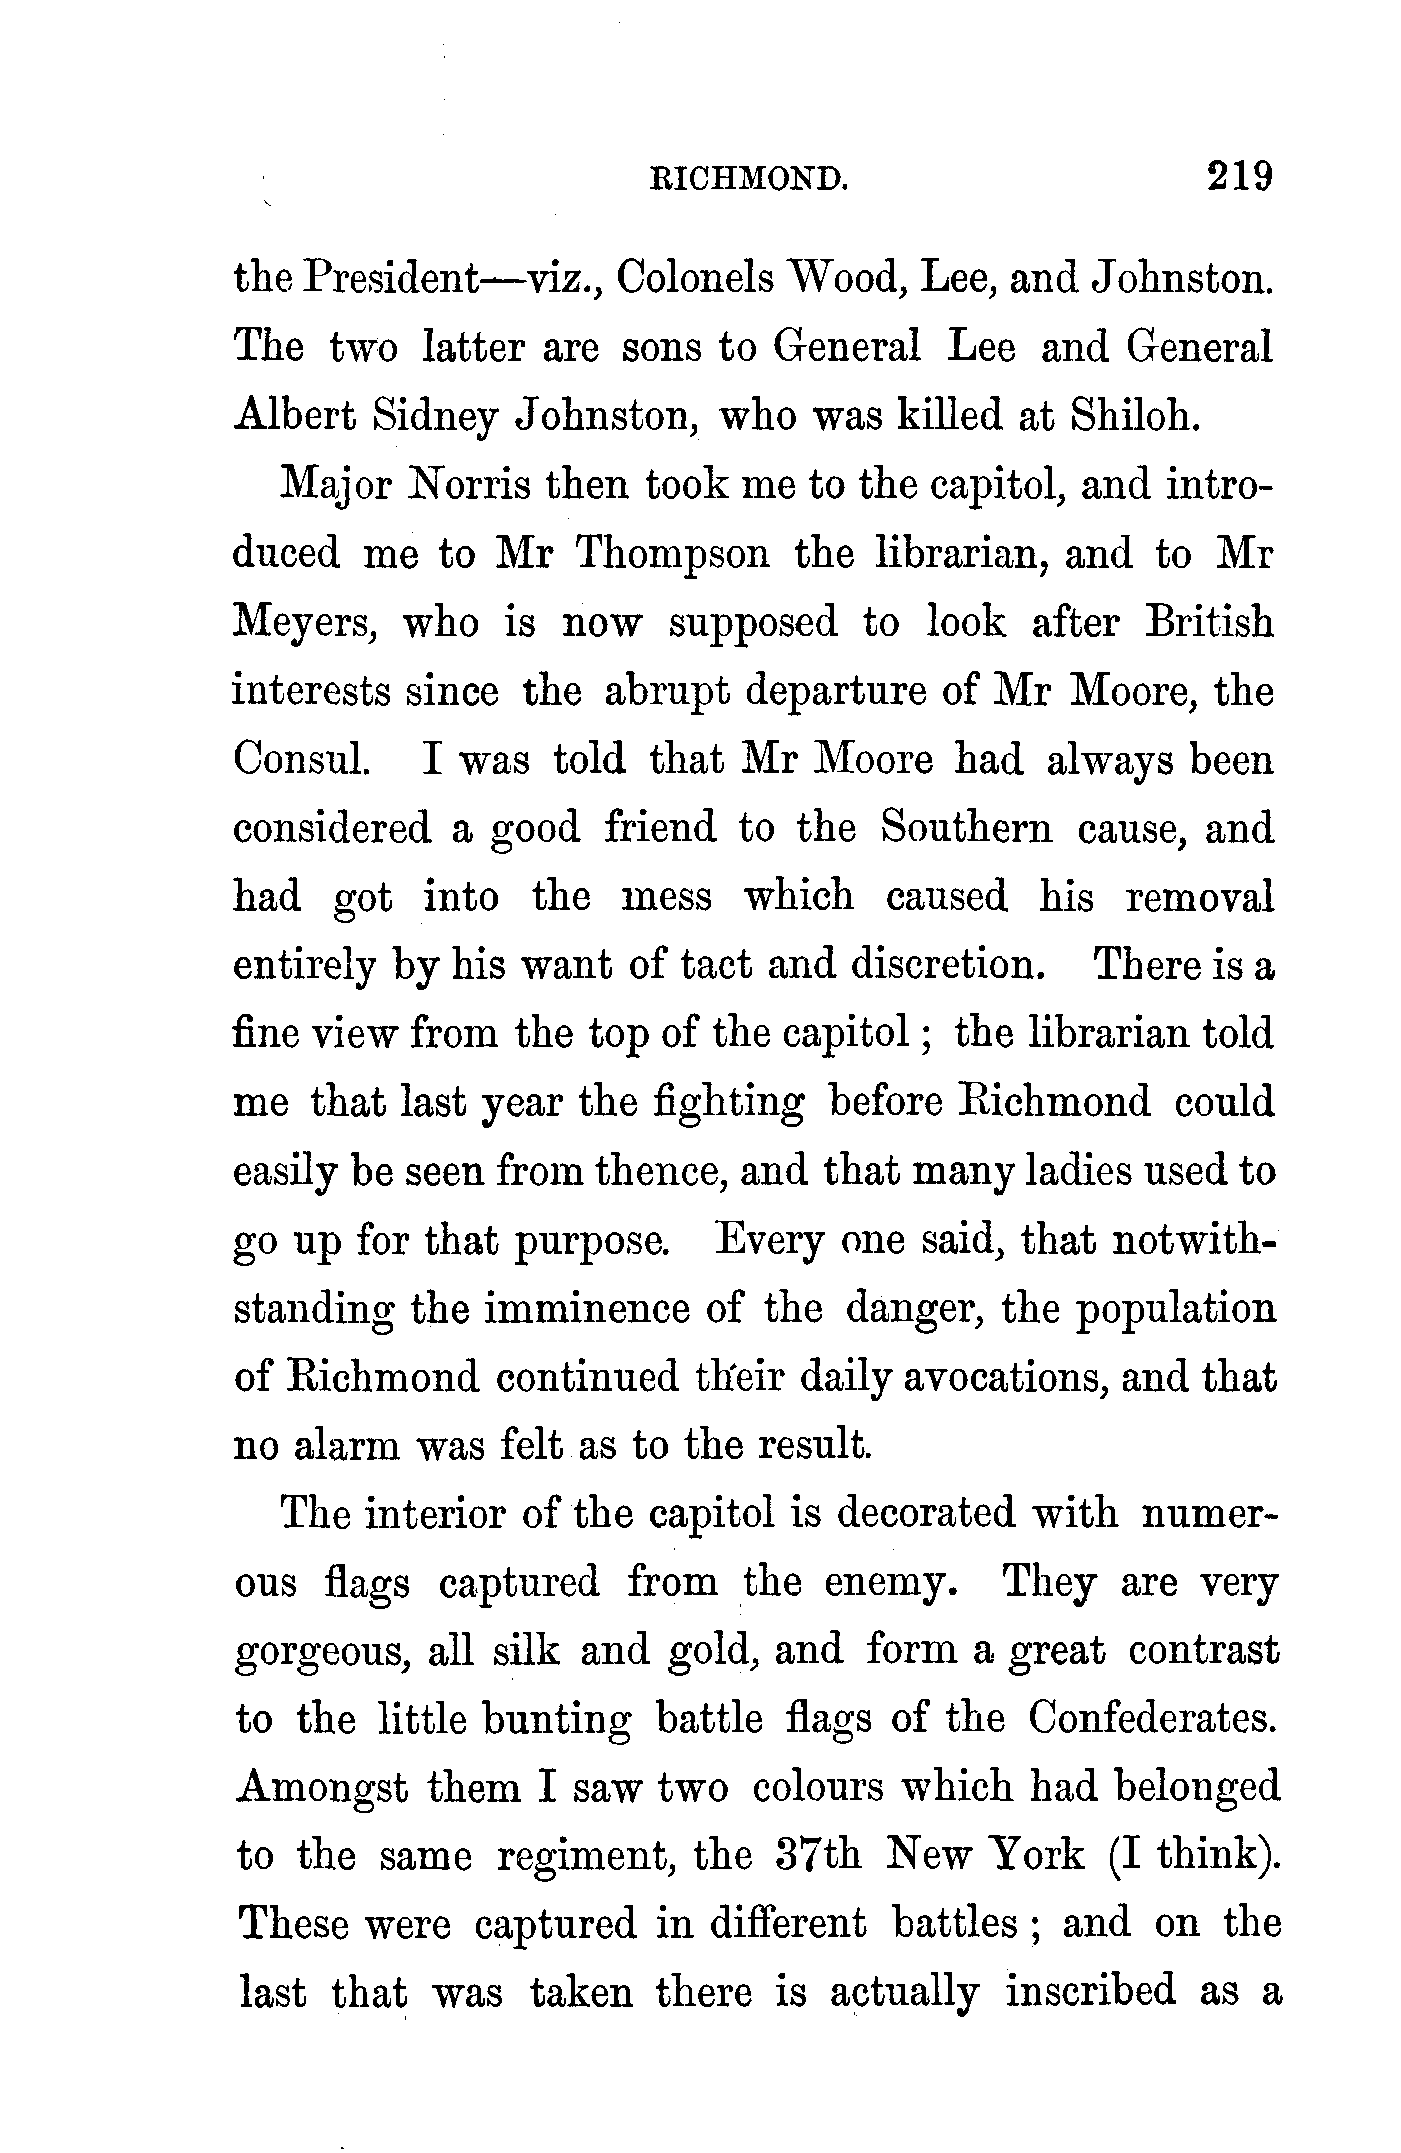 RICHMOND. 219
the President—viz., Colonels Wood, Lee, and Johnston.
The two latter are sons to General Lee and General
Albert Sidney Johnston, who was killed at Shiloh.
Major Norris then took me to the capitol, and intro-
duced me to Mr Thompson the librarian, and to Mr
Meyers, who is now supposed to look after British
interests since the abrupt departure of Mr Moore, the
Consul. I was told that Mr Moore had always been
considered a good friend to the Southern cause, and
had got into the mess which caused his removal
entirely by his want of tact and discretion. There is a
fine view from the top of the capitol ; the librarian told
me that last year the fighting before Richmond could
easily be seen from thence, and that many ladies used to
go up for that purpose. Every one said, that notwith-
standing the imminence of the danger, the population
of Richmond continued their daily avocations, and that
no alarm was felt as to the result.
The interior of the capitol is decorated with numer-
ous flags captured from the enemy. They are very
gorgeous, all silk and gold, and form a great contrast
to the little bunting battle flags of the Confederates.
Amongst them I saw two colours which had belonged
to the same regiment, the 37th New York (I think).
These were captured in different battles ; and on the
last that was taken there is actually inscribed as a